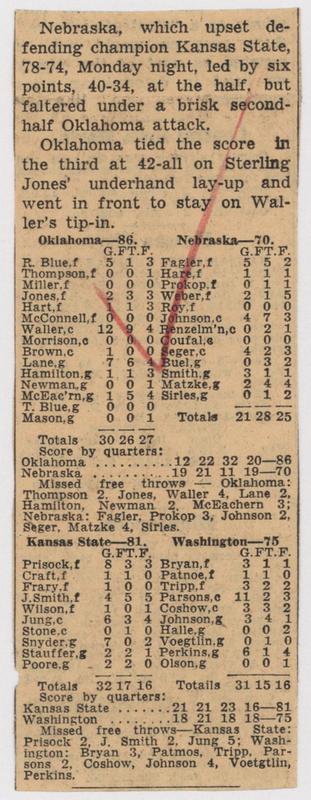 Nebraska, which upset de-
fending champion Kansas State,
78-74, Monday night, led by six
points, 40-34, at the half, but
faltered under a brisk second-
half Oklahoma attack.
Oklahoma tied the score in
the third at 42-all on Sterling
Jones' underhand lay-up and
went in front to stay on Wal-
ler's tip-in.
Oklahoma—86. Nebraska—70.
G.FT.F. G.FT.F.
R. Blue,f 5 1 3 Fagler,f 5 5 2
Thompson,f 0 0 1 Hare,f 1 1 1
Miller,f 0 0 0 Prokop,f 0 1 1
Jones,f 2 3 3 Weber,f 2 1 5
Hart,f 1 1 3 Roy,f 0 0 0
McConnell,f 0 0 0 Johnson,c 4 7 3
Waller,c 12 9 4 Renzelm'n,c 0 2 1
Morrison,c 0 0 0 Coufal,c 0 0 0
Brown,c 1 0 0 Seger,c 4 2 3
Lane,g 7 6 4 Buel,g 0 3 2
Hamilton,g 1 1 3 Smith,g 3 1 1
Newman,g 0 0 1 Matzke,g 2 4 4
McEac'rn,g 1 5 4 Sirles,g 0 1 2
T. Blue,g 0 0 0
Mason,g 0 0 1 Totals 21 28 25
Totals 30 26 27
Score by quarters:
Oklahoma ..........12 22 32 20—86
Nebraska ..........19 21 11 19—70
Missed free throws — Oklahoma:
Thompson 2, Jones, Waller 4, Lane 2,
Hamilton, Newman 2, McEachern 3;
Nebraska: Fagler, Prokop 3, Johnson 2,
Seger, Matzke 4, Sirles.
Kansas State—81. Washington—75
G.FT.F. G.FT.F.
Prisock,f 8 3 3 Bryan,f 3 1 1
Craft,f 1 1 0 Patnoe,f 1 1 0
Frary,f 1 0 0 Tripp,f 3 2 2
J.Smith,f 4 5 5 Parsons,c 11 2 3
Wilson,f 1 0 1 Coshow,c 3 3 2
Jung,c 6 3 4 Johnson,g 3 4 1
Stone,c 0 1 0 Halle,g 0 0 2
Snyder,g 7 0 2 Voegtlin,g 0 1 0
Stauffer,g 2 2 1 Perkins,g 6 1 4
Poore,g 2 2 0 Olson,g 0 0 1
Totals 32 17 16 Totals 31 15 16
Score by quarters:
Kansas State .......21 21 23 16—81
Washington ........18 21 18 18—75
Missed free throws—Kansas State:
Prisock 2, J. Smith 2, Jung 5; Wash-
ington: Bryan 3, Patmos, Tripp, Par-
sons 2, Coshow, Johnson 4, Voetgtlin,
Perkins.